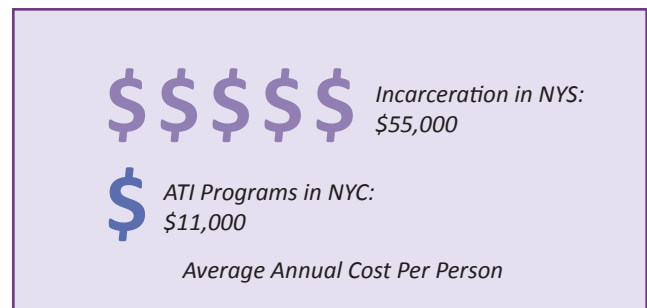 $ $ $ $ $ Incarceration in NYS:
$55,000
$ ATI Programs in NYC:
$11,000
Average Annual Cost Per Person